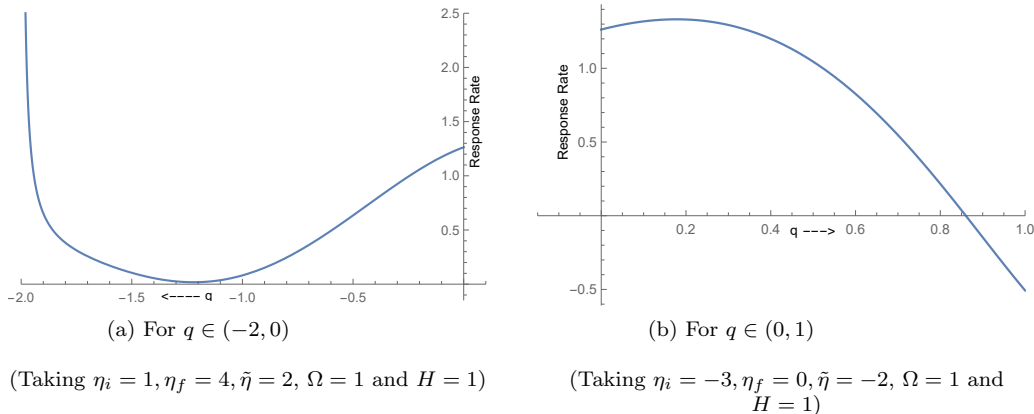 2.5
2.0
1.5
1.0
0.5
Response Rate
−2.0 −1.5 −1.0 −0.5
<---- q
1.0
0.5
−0.5
Response Rate
0.2 0.4 0.6 0.8 1.0
q --->
(a) For q ∈ (−2, 0)
(b) For q ∈ (0, 1)
(Taking η_i = 1, η_f = 4, η̃ = 2, Ω = 1 and H = 1)
(Taking η_i = −3, η_f = 0, η̃ = −2, Ω = 1 and
H = 1)